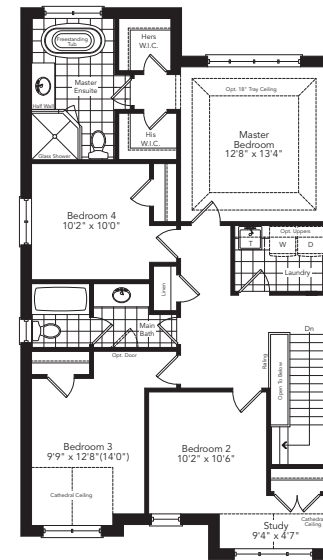 Freestanding
Tub
Hers
W.I.C.
Master
Ensuite
Half Wall
Glass Shower
His
W.I.C.
Opt. 18" Tray Ceiling
Master
Bedroom
12'8" x 13'4"
Bedroom 4
10'2" x 10'0"
Opt. Uppers
T
W
D
Laundry
Linen
Main
Bath
Opt. Door
Dn
Railing
Open To Below
Bedroom 3
9'9" x 12'8"(14'0")
Cathedral Ceiling
Bedroom 2
10'2" x 10'6"
Cathedral
Ceiling
Study
9'4" x 4'7"